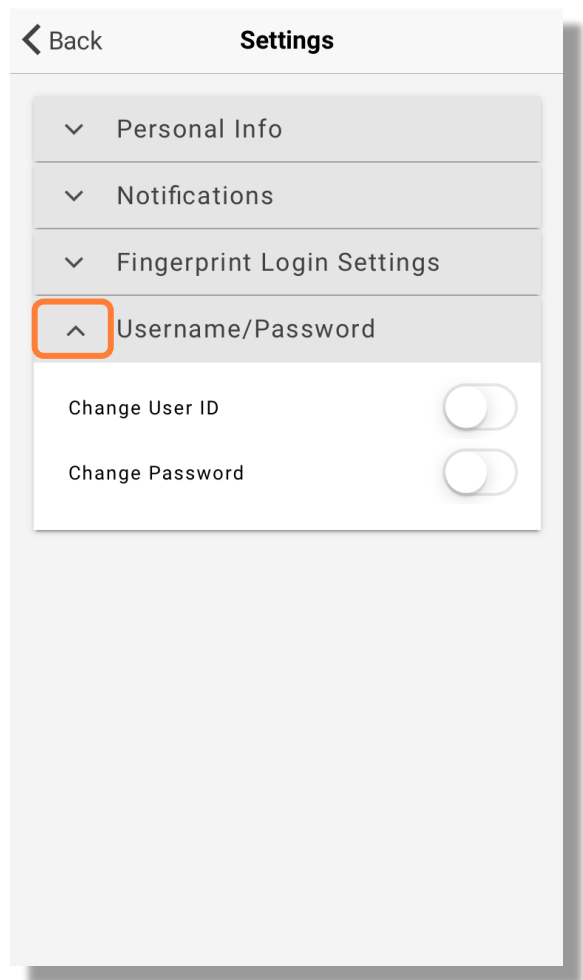 Back Settings
Personal Info
Notifications
Fingerprint Login Settings
Username/Password
Change User ID
Change Password